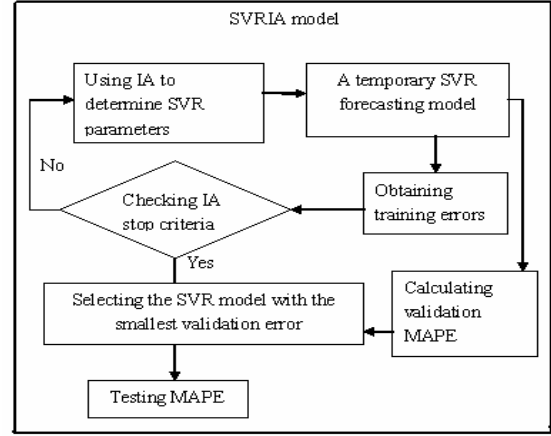 SVRIA model
Using IA to
determine SVR
parameters
A temporary SVR
forecasting model
No
Checking IA
stop criteria
Obtaining
training errors
Yes
Selecting the SVR model with the
smallest validation error
Calculating
validation
MAPE
Testing MAPE